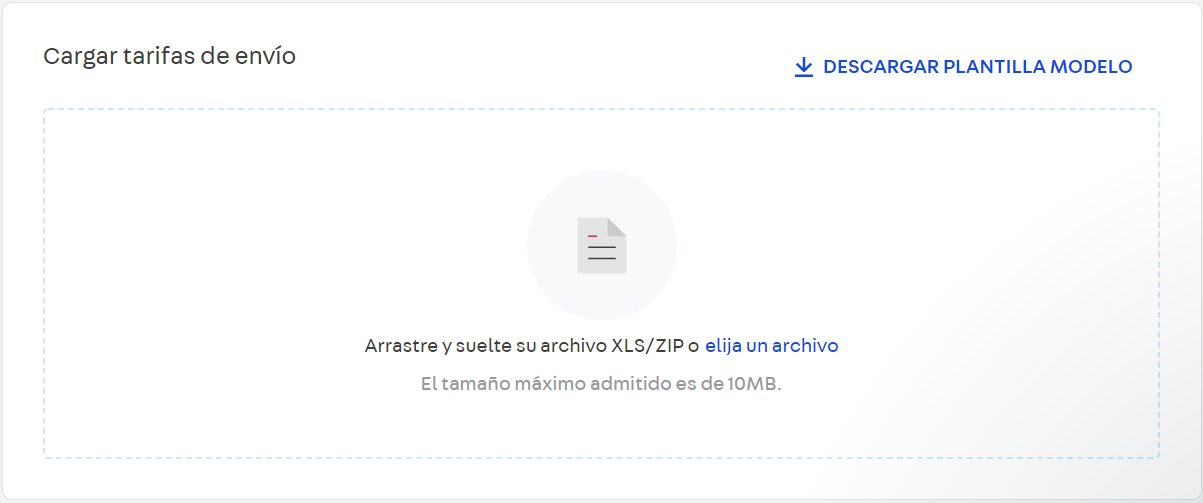 Cargar tarifas de envío
DESCARGAR PLANTILLA MODELO
Arrastre y suelte su archivo XLS/ZIP o elija un archivo
El tamaño máximo admitido es de 10MB.